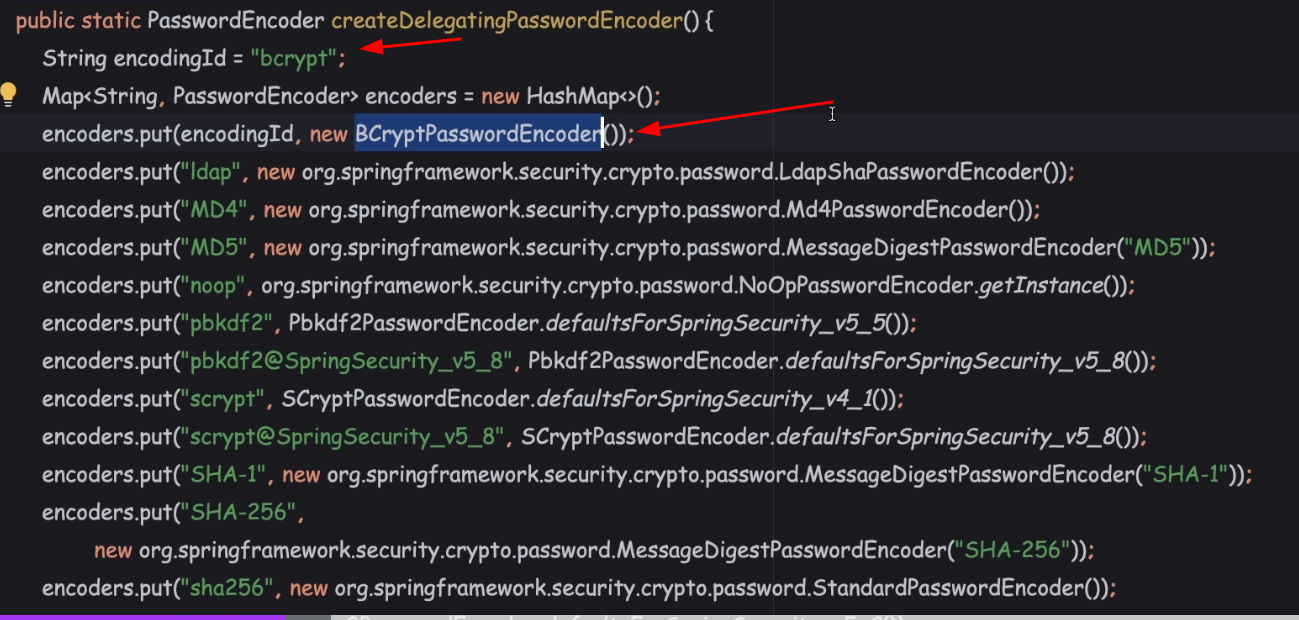 public static PasswordEncoder createDelegatingPasswordEncoder() {
String encodingId = "bcrypt";
Map<String, PasswordEncoder> encoders = new HashMap<>();
encoders.put(encodingId, new BCryptPasswordEncoder());
encoders.put("ldap", new org.springframework.security.crypto.password.LdapShaPasswordEncoder());
encoders.put("MD4", new org.springframework.security.crypto.password.Md4PasswordEncoder());
encoders.put("MD5", new org.springframework.security.crypto.password.MessageDigestPasswordEncoder("MD5"));
encoders.put("noop", org.springframework.security.crypto.password.NoOpPasswordEncoder.getInstance());
encoders.put("pbkdf2", Pbkdf2PasswordEncoder.defaultsForSpringSecurity_v5_5());
encoders.put("pbkdf2@SpringSecurity_v5_8", Pbkdf2PasswordEncoder.defaultsForSpringSecurity_v5_8());
encoders.put("scrypt", SCryptPasswordEncoder.defaultsForSpringSecurity_v4_1());
encoders.put("scrypt@SpringSecurity_v5_8", SCryptPasswordEncoder.defaultsForSpringSecurity_v5_8());
encoders.put("SHA-1", new org.springframework.security.crypto.password.MessageDigestPasswordEncoder("SHA-1"));
encoders.put("SHA-256",
new org.springframework.security.crypto.password.MessageDigestPasswordEncoder("SHA-256"));
encoders.put("sha256", new org.springframework.security.crypto.password.StandardPasswordEncoder());